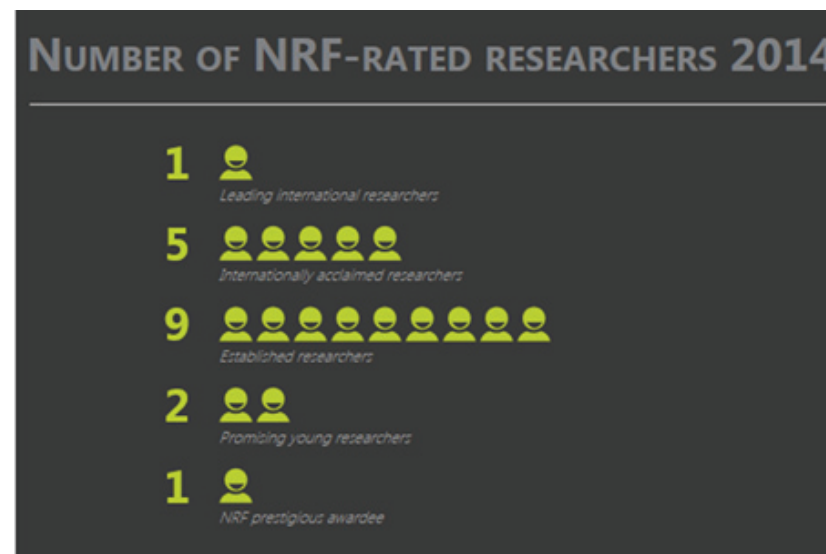 NUMBER OF NRF-RATED RESEARCHERS 2014
1
Leading international researchers
5
Internationally acclaimed researchers
9
Established researchers
2
Promising young researchers
1
NRF prestigious awardee